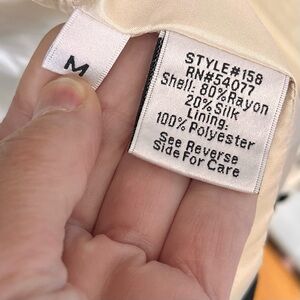 M
STYLE#158
RN#54077
Shell: 80%Rayon
20%Silk
Lining:
100%Polyester
See Reverse
Side For Care